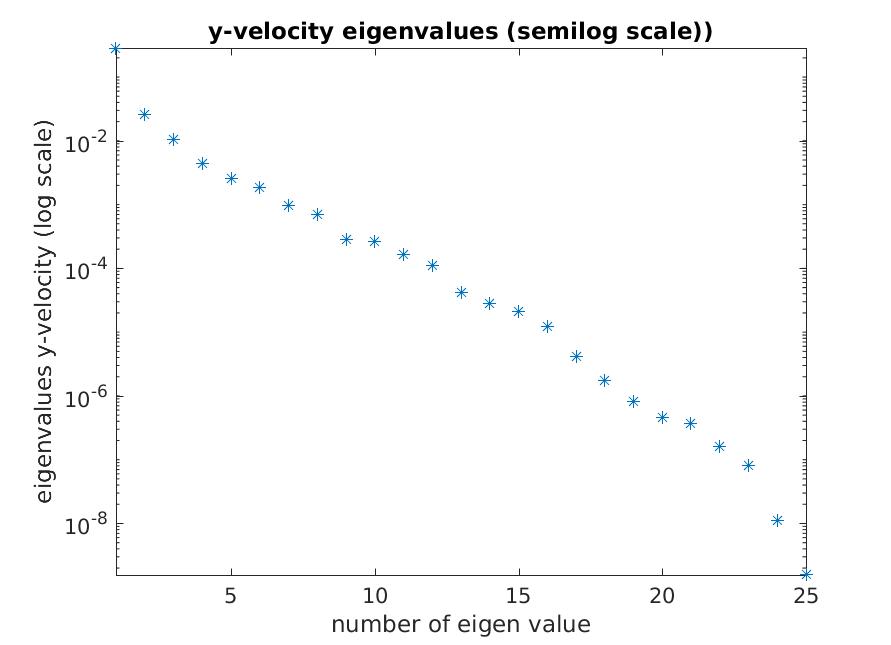 y-velocity eigenvalues (semilog scale))
eigenvalues y-velocity (log scale)
10-2
10-4
10-6
10-8
5 10 15 20 25
number of eigen value